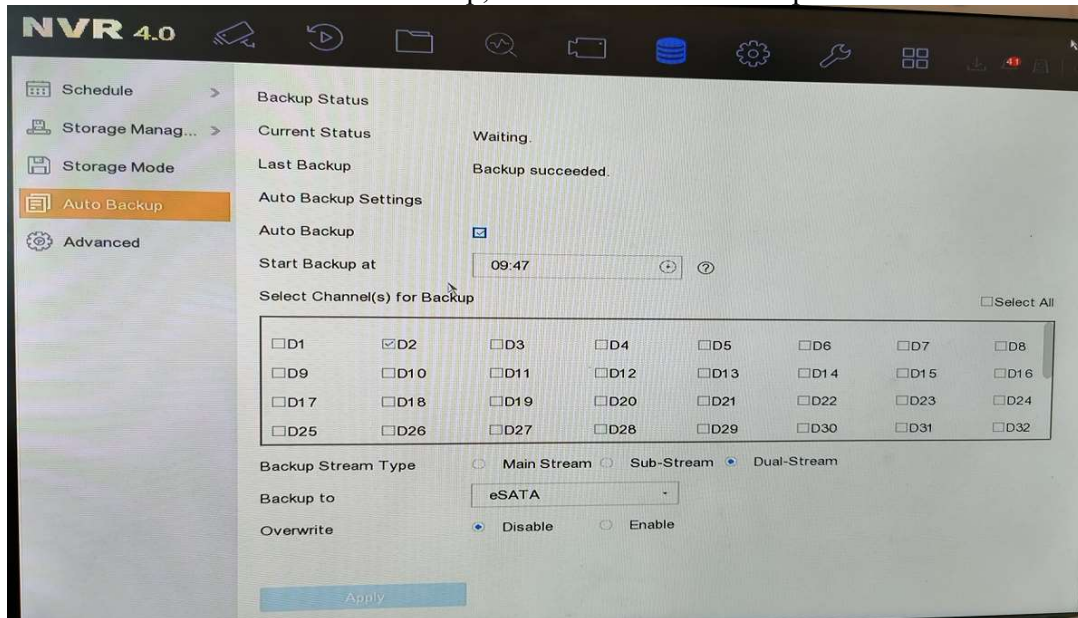 NVR 4.0
41
Schedule
Storage Manag...
Storage Mode
Auto Backup
Advanced
Backup Status
Current Status Waiting.
Last Backup Backup succeeded.
Auto Backup Settings
Auto Backup
Start Backup at 09:47
Select Channel(s) for Backup
Select All
D1 D2 D3 D4 D5 D6 D7 D8
D9 D10 D11 D12 D13 D14 D15 D16
D17 D18 D19 D20 D21 D22 D23 D24
D25 D26 D27 D28 D29 D30 D31 D32
Backup Stream Type Main Stream Sub-Stream Dual-Stream
Backup to eSATA
Overwrite Disable Enable
Apply